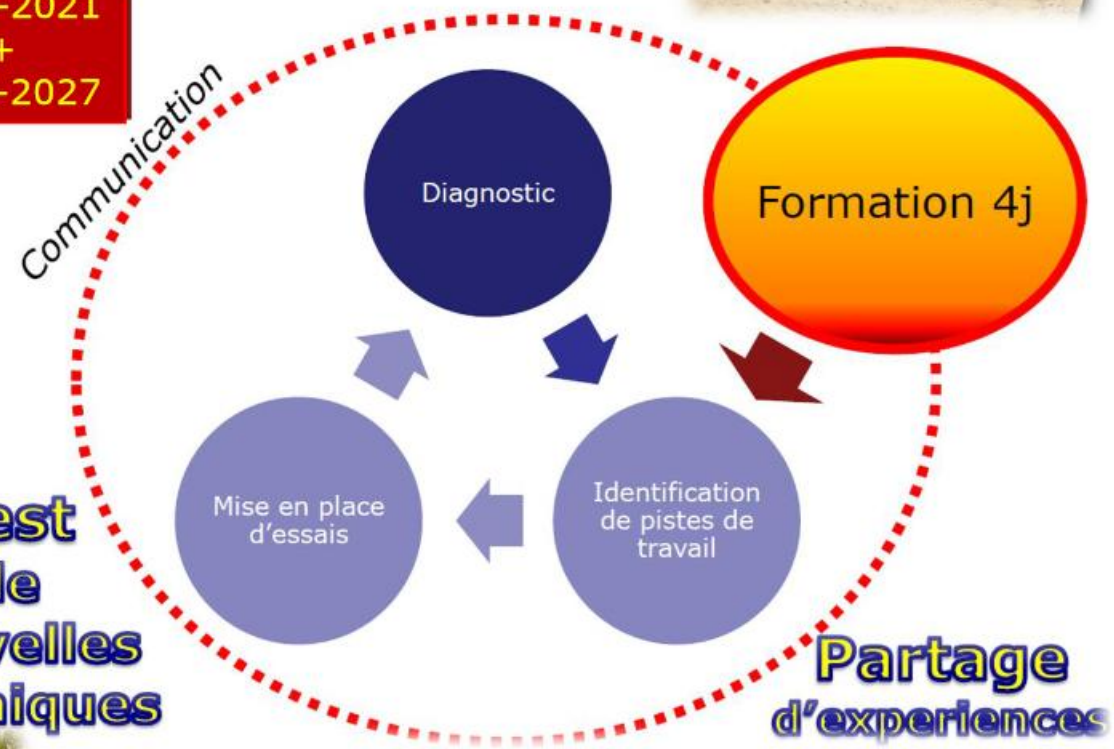 -2021
+
-2027
Communication
Diagnostic
Formation 4j
Mise en place
d'essais
Identification
de pistes de
travail
Partage
d'experiences